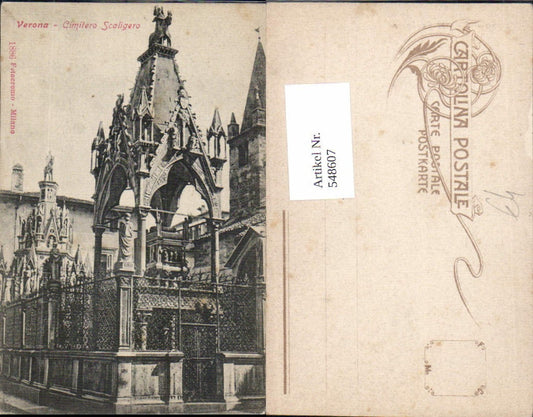 Verona - Cimitero Scaligero
1886 Fotocromo - Milano
Artikel Nr.
548607
CARTOLINA POSTALE
CARTE POSTALE
POSTKARTE